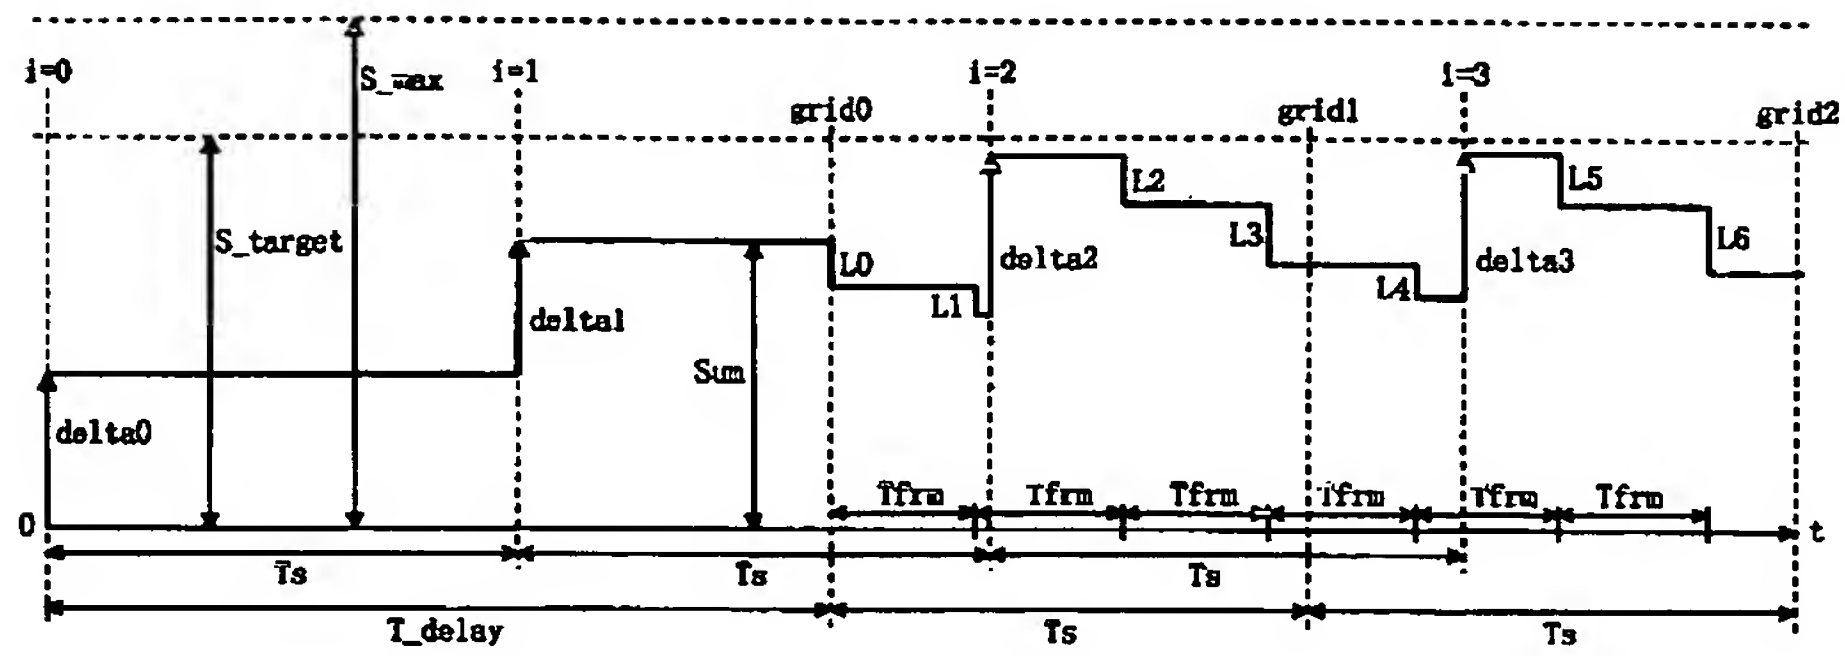 i=0
i=1
i=2
i=3
S_max
grid0
grid1
grid2
S_target
L0
L1
L2
L3
L4
L5
L6
delta0
delta1
delta2
delta3
Sum
Tfrm
Tfrm
Tfrm
Tfrm
Tfrm
Tfrm
0
t
Ts
Ts
Ts
T_delay
Ts
Ts